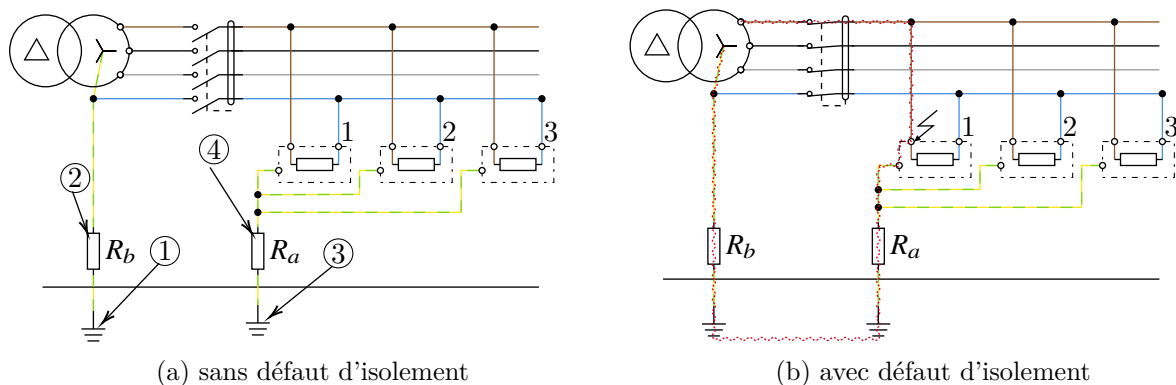 1 2 3
④
②
R_b ① R_a ③
(a) sans défaut d'isolement
1 2 3
R_b R_a
(b) avec défaut d'isolement